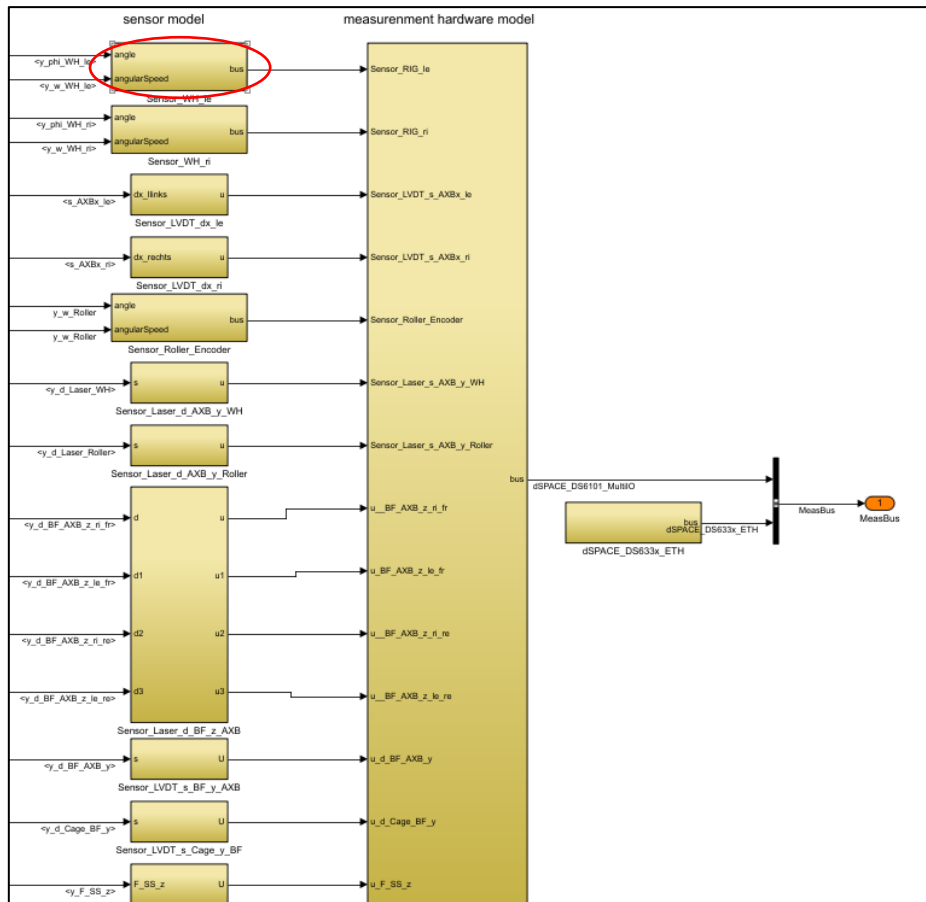 sensor model
measurenment hardware model
angle
<y_phi_WH_le>
bus
Sensor_RIG_le
angularSpeed
<y_w_WH_le>
Sensor_WH_le
angle
<y_phi_WH_ri>
bus
Sensor_RIG_ri
angularSpeed
<y_w_WH_ri>
Sensor_WH_ri
dx_llinks
u
Sensor_LVDT_s_AXBx_le
<s_AXBx_le>
Sensor_LVDT_dx_le
dx_rechts
u
Sensor_LVDT_s_AXBx_ri
<s_AXBx_ri>
Sensor_LVDT_dx_ri
angle
y_w_Roller
bus
Sensor_Roller_Encoder
angularSpeed
y_w_Roller
Sensor_Roller_Encoder
s
u
Sensor_Laser_s_AXB_y_WH
<y_d_Laser_WH>
Sensor_Laser_d_AXB_y_WH
s
u
Sensor_Laser_s_AXB_y_Roller
<y_d_Laser_Roller>
Sensor_Laser_d_AXB_y_Roller
bus
dSPACE_DS6101_MultiIO
d
u
u__BF_AXB_z_ri_fr
<y_d_BF_AXB_z_ri_fr>
bus
dSPACE_DS633x_ETH
dSPACE_DS633x_ETH
MeasBus
1
MeasBus
d1
u1
u_BF_AXB_z_le_fr
<y_d_BF_AXB_z_le_fr>
d2
u2
u__BF_AXB_z_ri_re
<y_d_BF_AXB_z_ri_re>
d3
u3
u__BF_AXB_z_le_re
<y_d_BF_AXB_z_le_re>
Sensor_Laser_d_BF_z_AXB
s
U
u_d_BF_AXB_y
<y_d_BF_AXB_y>
Sensor_LVDT_s_BF_y_AXB
s
U
u_d_Cage_BF_y
<y_d_Cage_BF_y>
Sensor_LVDT_s_Cage_y_BF
F_SS_z
U
u_F_SS_z
<y_F_SS_z>